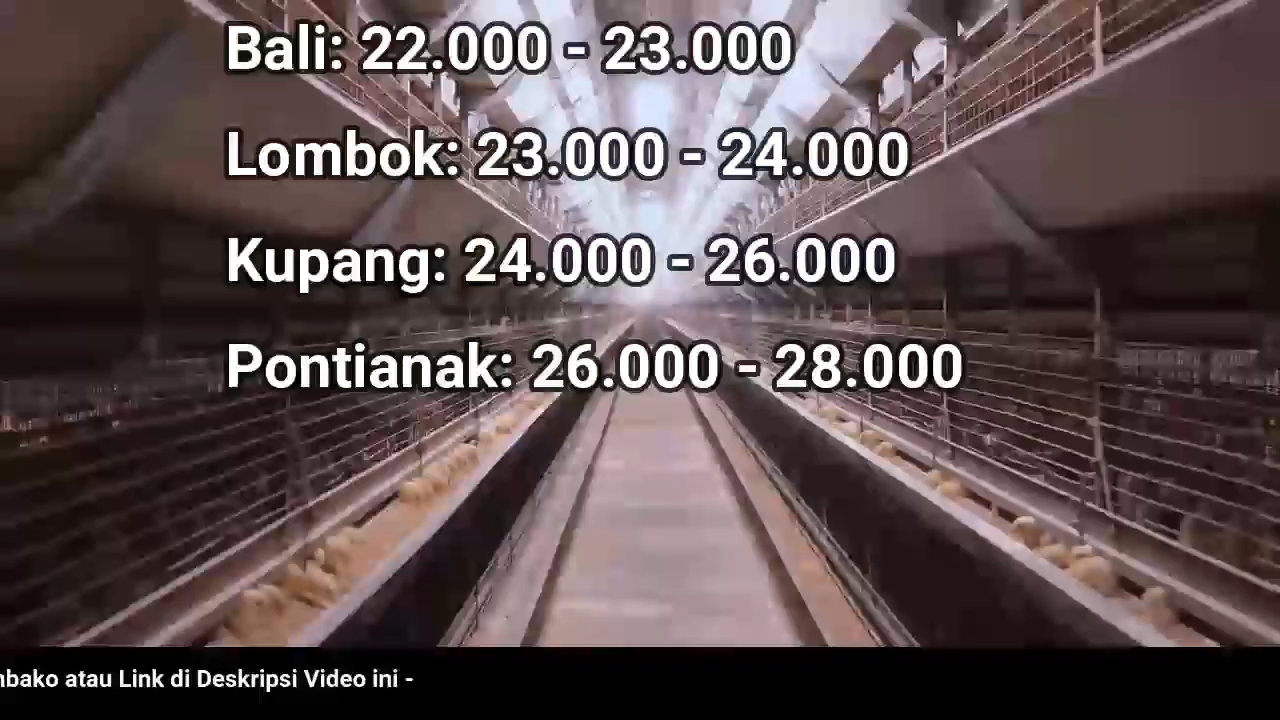 Bali: 22.000 - 23.000
Lombok: 23.000 - 24.000
Kupang: 24.000 - 26.000
Pontianak: 26.000 - 28.000
atau Link di Deskripsi Video ini -